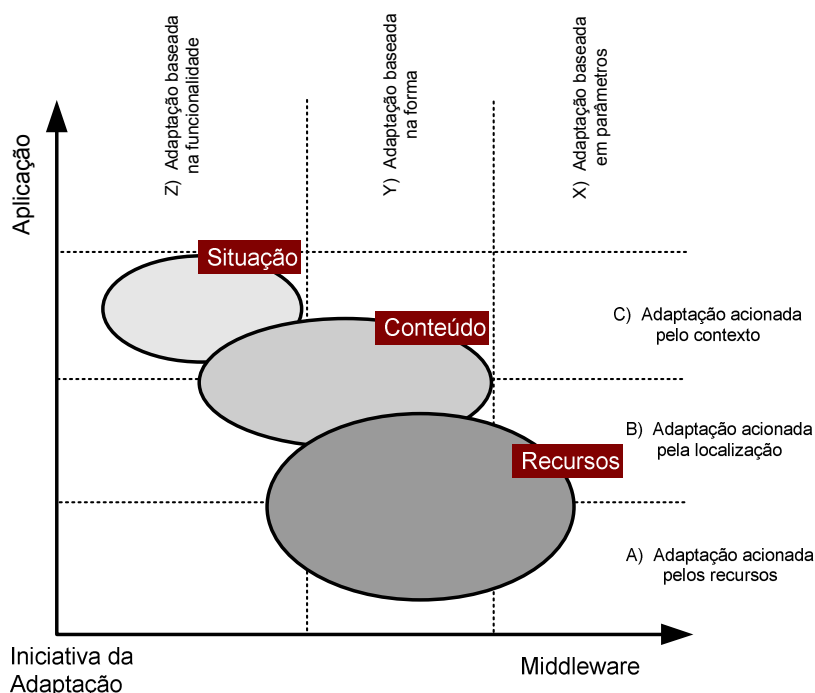 Z) Adaptação baseada
na funcionalidade
Y) Adaptação baseada
na forma
X) Adaptação baseada
em parâmetros
Aplicação
Situação
Conteúdo
C) Adaptação acionada
pelo contexto
B) Adaptação acionada
pela localização
Recursos
A) Adaptação acionada
pelos recursos
Iniciativa da
Adaptação
Middleware